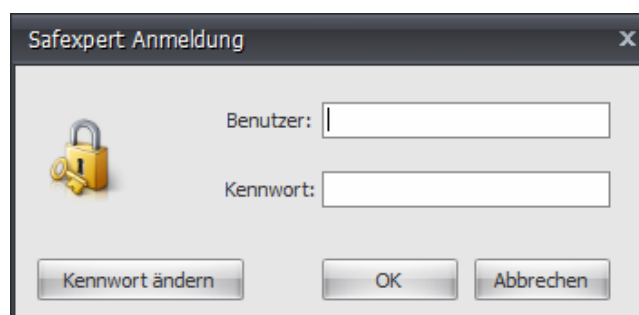 Safexpert Anmeldung x
Benutzer:
Kennwort:
Kennwort ändern OK Abbrechen